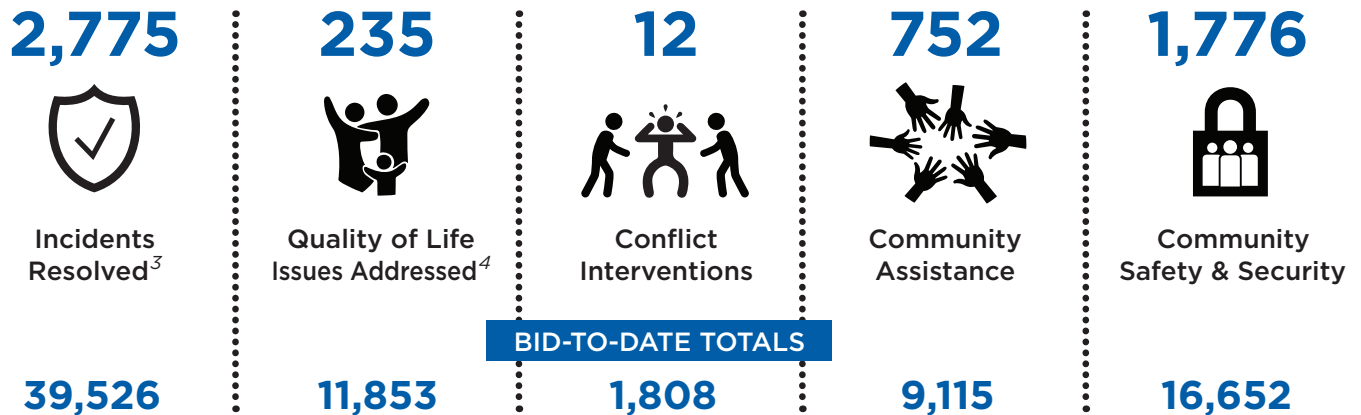 2,775
235
12
752
1,776
Incidents
Resolved3
Quality of Life
Issues Addressed4
Conflict
Interventions
Community
Assistance
Community
Safety & Security
BID-TO-DATE TOTALS
39,526
11,853
1,808
9,115
16,652